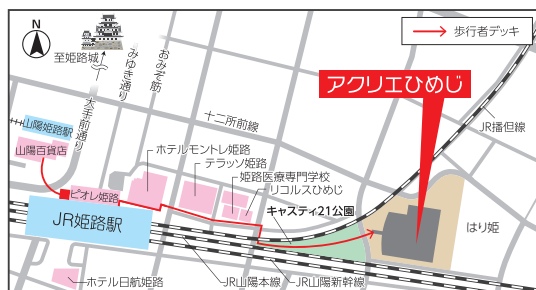 N
歩行者デッキ
至姫路城
みゆき通り
おみぞ筋
大手前通り
十二所前線
アクリエひめじ
JR播但線
山陽姫路駅
山陽百貨店
ホテルモントレ姫路
テラッソ姫路
姫路医療専門学校
リコルスひめじ
ピオレ姫路
キャスティ21公園
はり姫
JR姫路駅
ホテル日航姫路
JR山陽本線
JR山陽新幹線